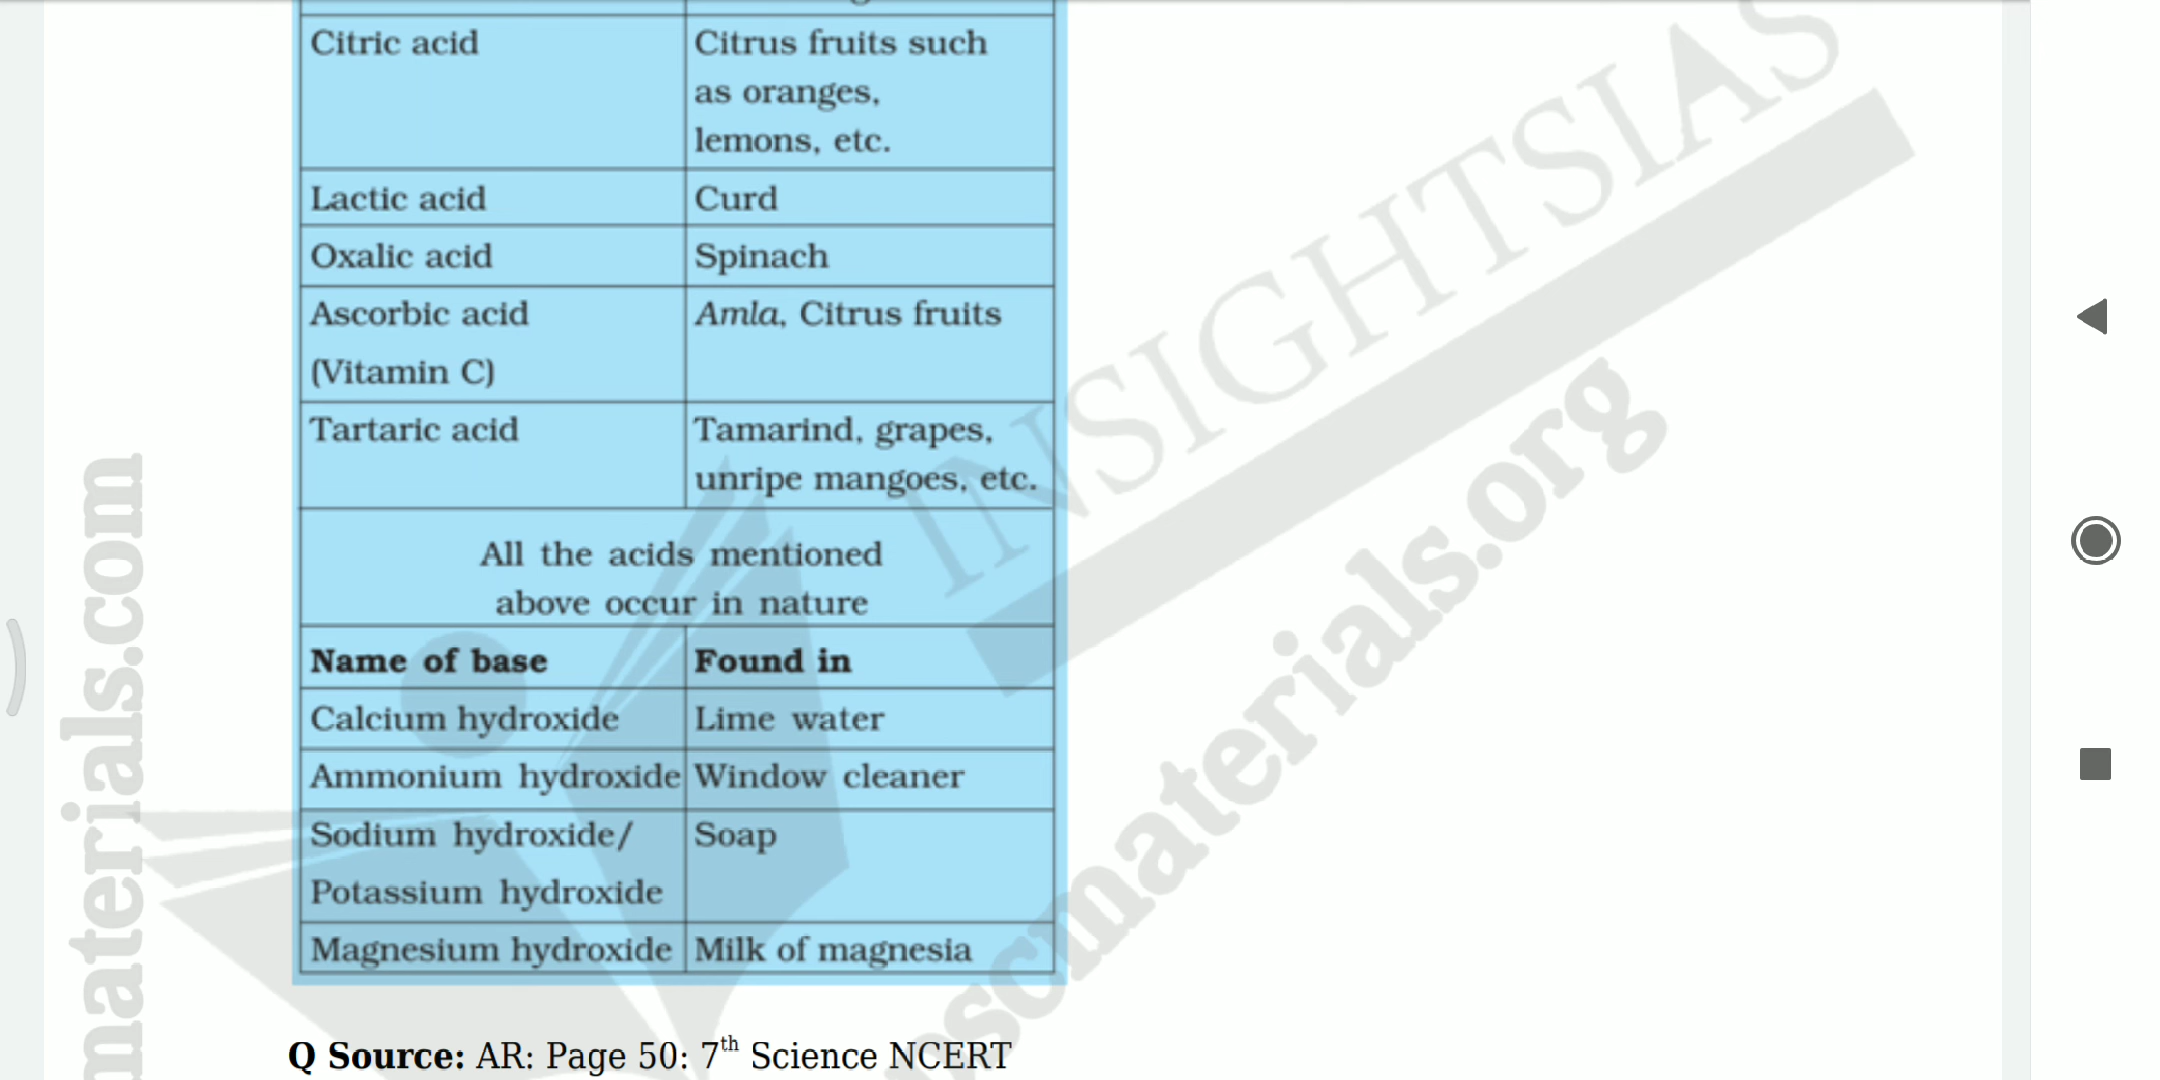 Citric acid Citrus fruits such
as oranges,
lemons, etc.
Lactic acid Curd
Oxalic acid Spinach
Ascorbic acid Amla, Citrus fruits
(Vitamin C)
Tartaric acid Tamarind, grapes,
unripe mangoes, etc.
All the acids mentioned
above occur in nature
Name of base Found in
Calcium hydroxide Lime water
Ammonium hydroxide Window cleaner
Sodium hydroxide/ Soap
Potassium hydroxide
Magnesium hydroxide Milk of magnesia
Q Source: AR: Page 50: 7th Science NCERT
INSIGHTSIAS
materials.com
scmaterials.org